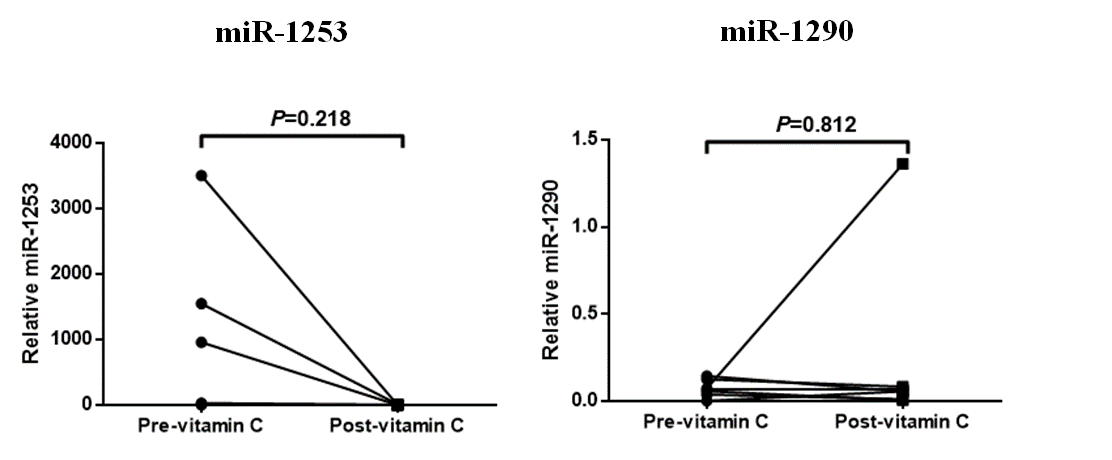 miR-1253
P=0.218
Relative miR-1253
4000
3000
2000
1000
0
Pre-vitamin C
Post-vitamin C
miR-1290
P=0.812
Relative miR-1290
1.5
1.0
0.5
0.0
Pre-vitamin C
Post-vitamin C